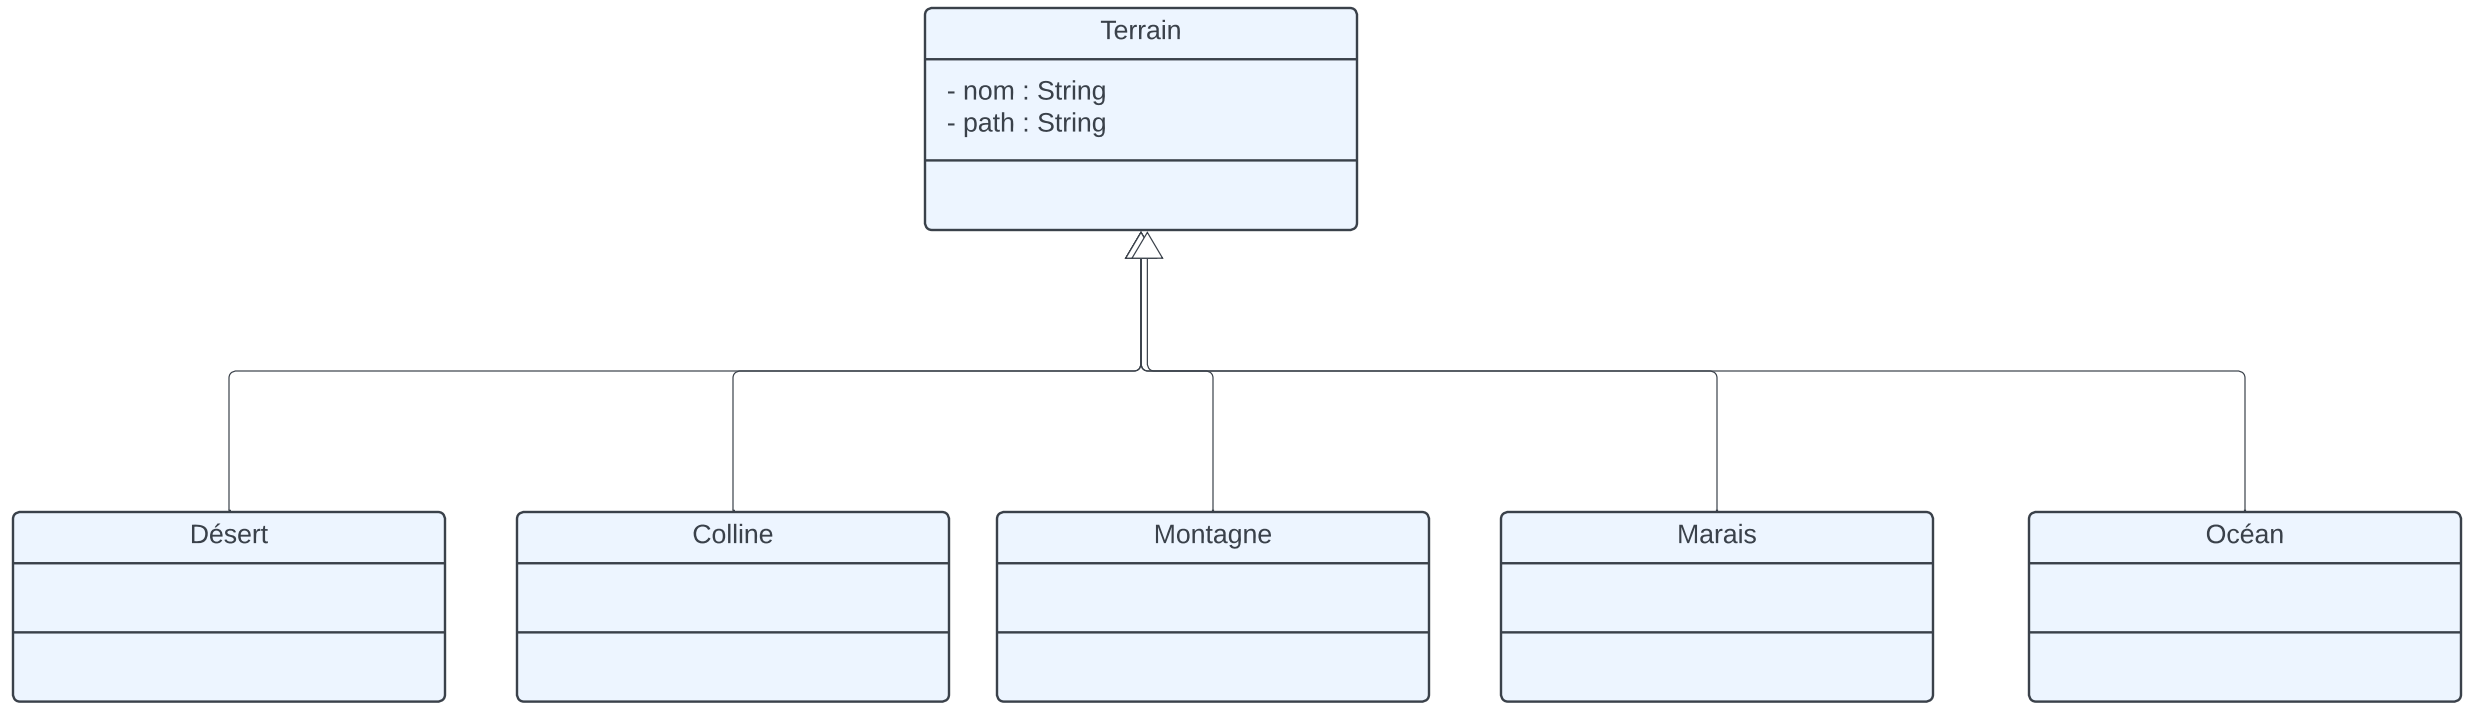 Terrain
- nom : String
- path : String
Désert
Colline
Montagne
Marais
Océan